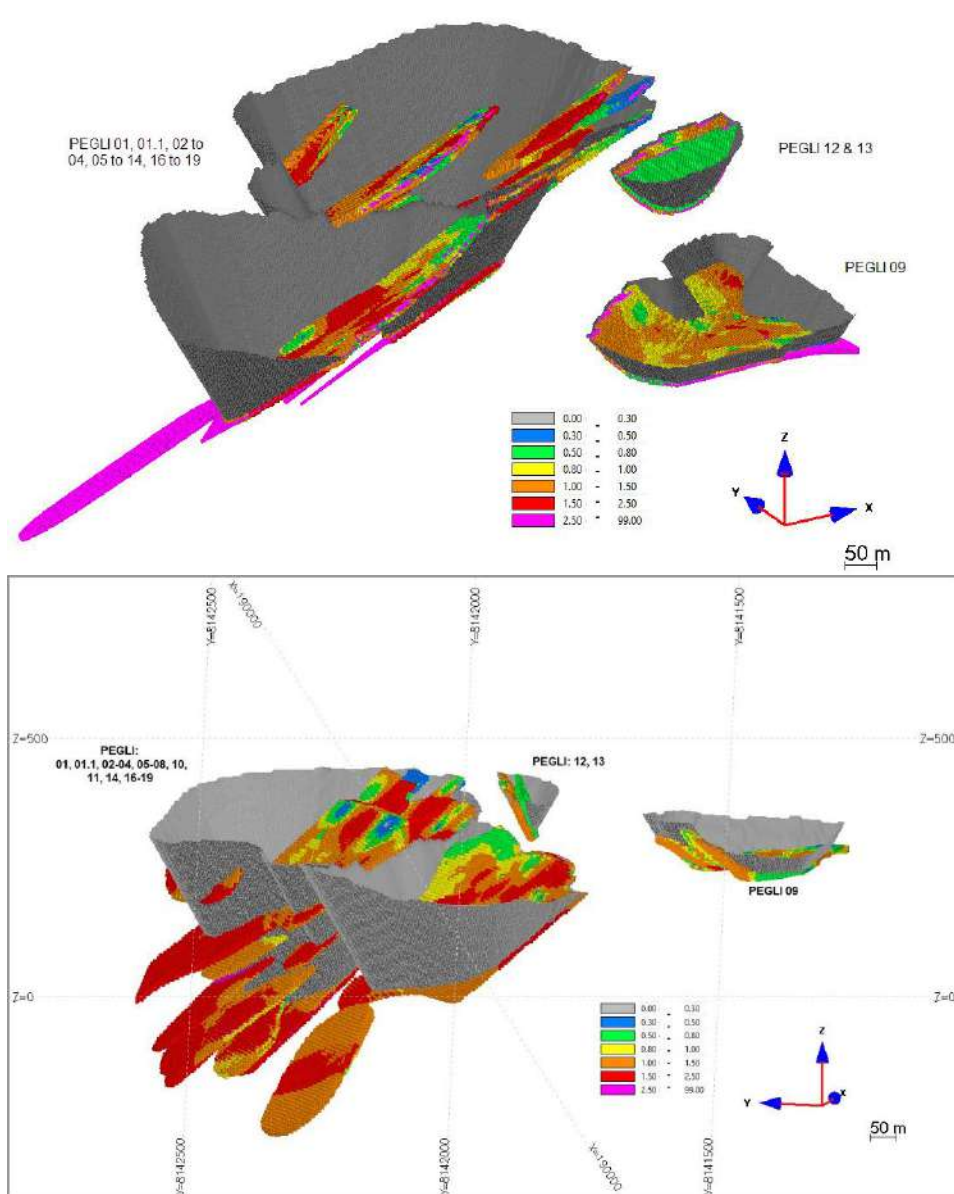 PEGLI 01, 01.1, 02 to
04, 05 to 14, 16 to 19
PEGLI 12 & 13
PEGLI 09
0.00 - 0.30
0.30 - 0.50
0.50 - 0.80
0.80 - 1.00
1.00 - 1.50
1.50 - 2.50
2.50 - 99.00
Z
Y
X
50 m
Y=8142500
X=190000
Y=8142000
Y=8141500
Z=500
Z=500
PEGLI:
01, 01.1, 02-04, 05-08, 10,
11, 14, 16-19
PEGLI: 12, 13
PEGLI 09
Z=0
Z=0
0.00 - 0.30
0.30 - 0.50
0.50 - 0.80
0.80 - 1.00
1.00 - 1.50
1.50 - 2.50
2.50 - 99.00
Z
Y
X
50 m
Y=8142500
Y=8142000
X=190000
Y=8141500